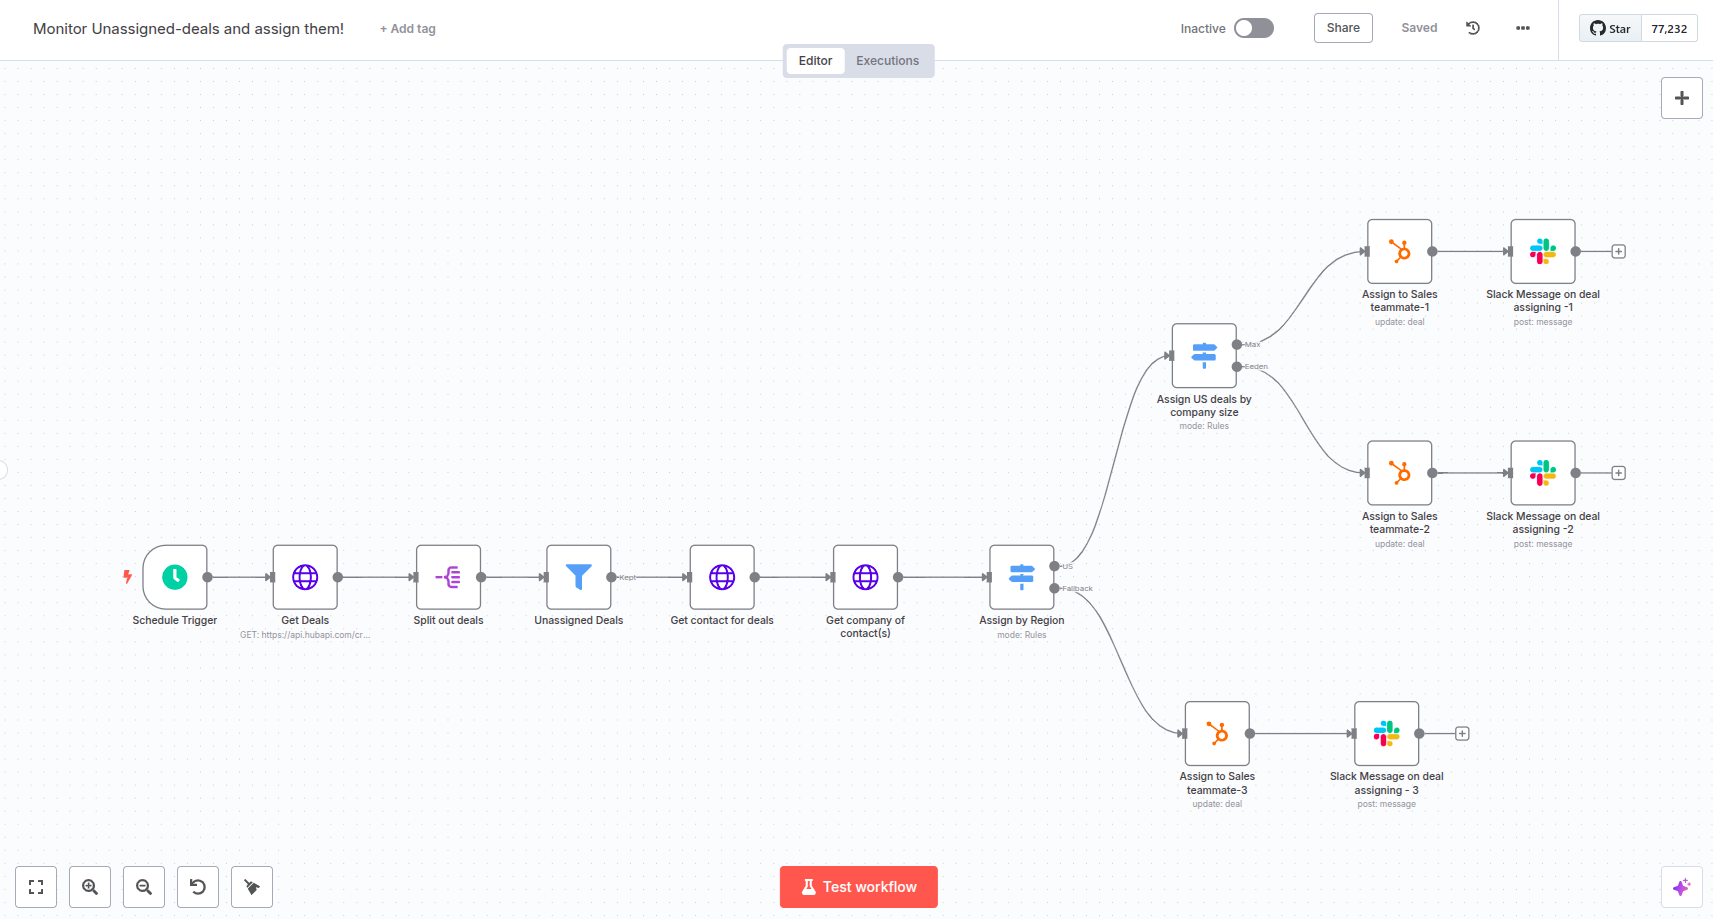 Monitor Unassigned-deals and assign them!
+ Add tag
Inactive
Share
Saved
Star
77,232
Editor
Executions
Assign to Sales
teammate-1
update: deal
Slack Message on deal
assigning -1
post: message
Max
Eeden
Assign US deals by
company size
mode: Rules
Assign to Sales
teammate-2
update: deal
Slack Message on deal
assigning -2
post: message
Schedule Trigger
Get Deals
GET: https://api.hubapi.com/cr...
Split out deals
Kept
Unassigned Deals
Get contact for deals
Get company of
contact(s)
US
Fallback
Assign by Region
mode: Rules
Assign to Sales
teammate-3
update: deal
Slack Message on deal
assigning - 3
post: message
Test workflow